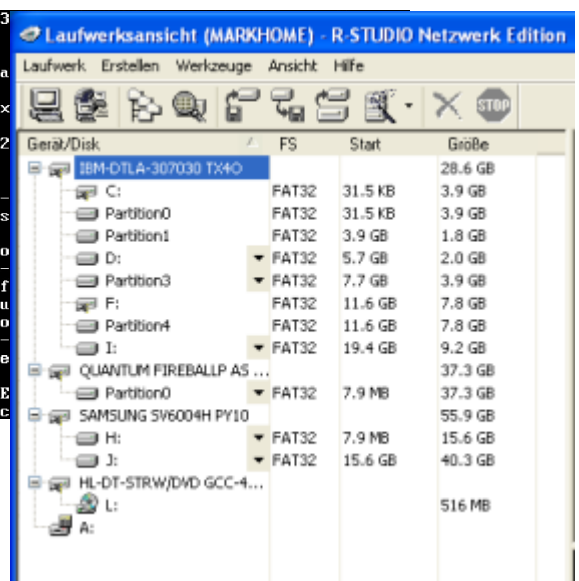 3
Laufwerksansicht (MARKHOME) - R-STUDIO Netzwerk Edition
a
Laufwerk Erstellen Werkzeuge Ansicht Hilfe
x
STOP
2
Gerät/Disk FS Start Größe
IBM-DTLA-307030 TX4O 28.6 GB
C: FAT32 31.5 KB 3.9 GB
s
Partition0 FAT32 31.5 KB 3.9 GB
Partition1 FAT32 3.9 GB 1.8 GB
o
D: FAT32 5.7 GB 2.0 GB
f
Partition3 FAT32 7.7 GB 3.9 GB
u
F: FAT32 11.6 GB 7.8 GB
o
Partition4 FAT32 11.6 GB 7.8 GB
I: FAT32 19.4 GB 9.2 GB
e
QUANTUM FIREBALLP AS ... 37.3 GB
E
Partition0 FAT32 7.9 MB 37.3 GB
c
SAMSUNG SV6004H PY10 55.9 GB
H: FAT32 7.9 MB 15.6 GB
J: FAT32 15.6 GB 40.3 GB
HL-DT-STRW/DVD GCC-4...
L: 516 MB
A: